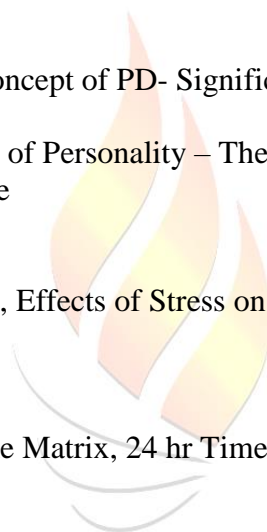 oncept of PD- Signific
of Personality – The
e
, Effects of Stress on
e Matrix, 24 hr Time